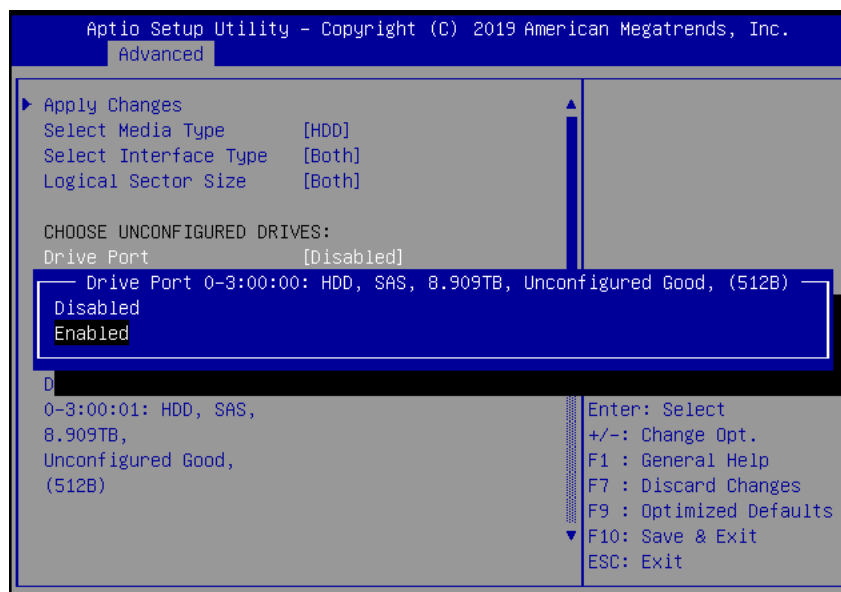 Aptio Setup Utility – Copyright (C) 2019 American Megatrends, Inc.
Advanced
Apply Changes
Select Media Type [HDD]
Select Interface Type [Both]
Logical Sector Size [Both]
CHOOSE UNCONFIGURED DRIVES:
Drive Port [Disabled]
Drive Port 0-3:00:00: HDD, SAS, 8.909TB, Unconfigured Good, (512B)
Disabled
Enabled
D
0-3:00:01: HDD, SAS,
8.909TB,
Unconfigured Good,
(512B)
Enter: Select
+/-: Change Opt.
F1 : General Help
F7 : Discard Changes
F9 : Optimized Defaults
F10: Save & Exit
ESC: Exit